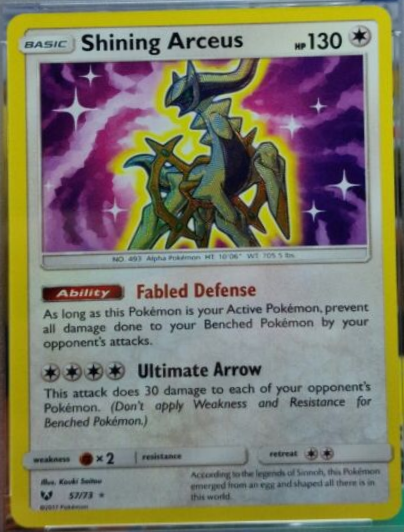 BASIC Shining Arceus HP 130
NO. 493 Alpha Pokémon HT: 10'06" WT: 705.5 lbs
Ability Fabled Defense
As long as this Pokémon is your Active Pokémon, prevent
all damage done to your Benched Pokémon by your
opponent's attacks.
Ultimate Arrow
This attack does 30 damage to each of your opponent's
Pokémon. (Don't apply Weakness and Resistance for
Benched Pokémon.)
weakness ×2 resistance retreat
Illus. Kouki Saitou
57/73 ★
©2017 Pokémon
According to the legends of Sinnoh, this Pokémon
emerged from an egg and shaped all there is in
this world.